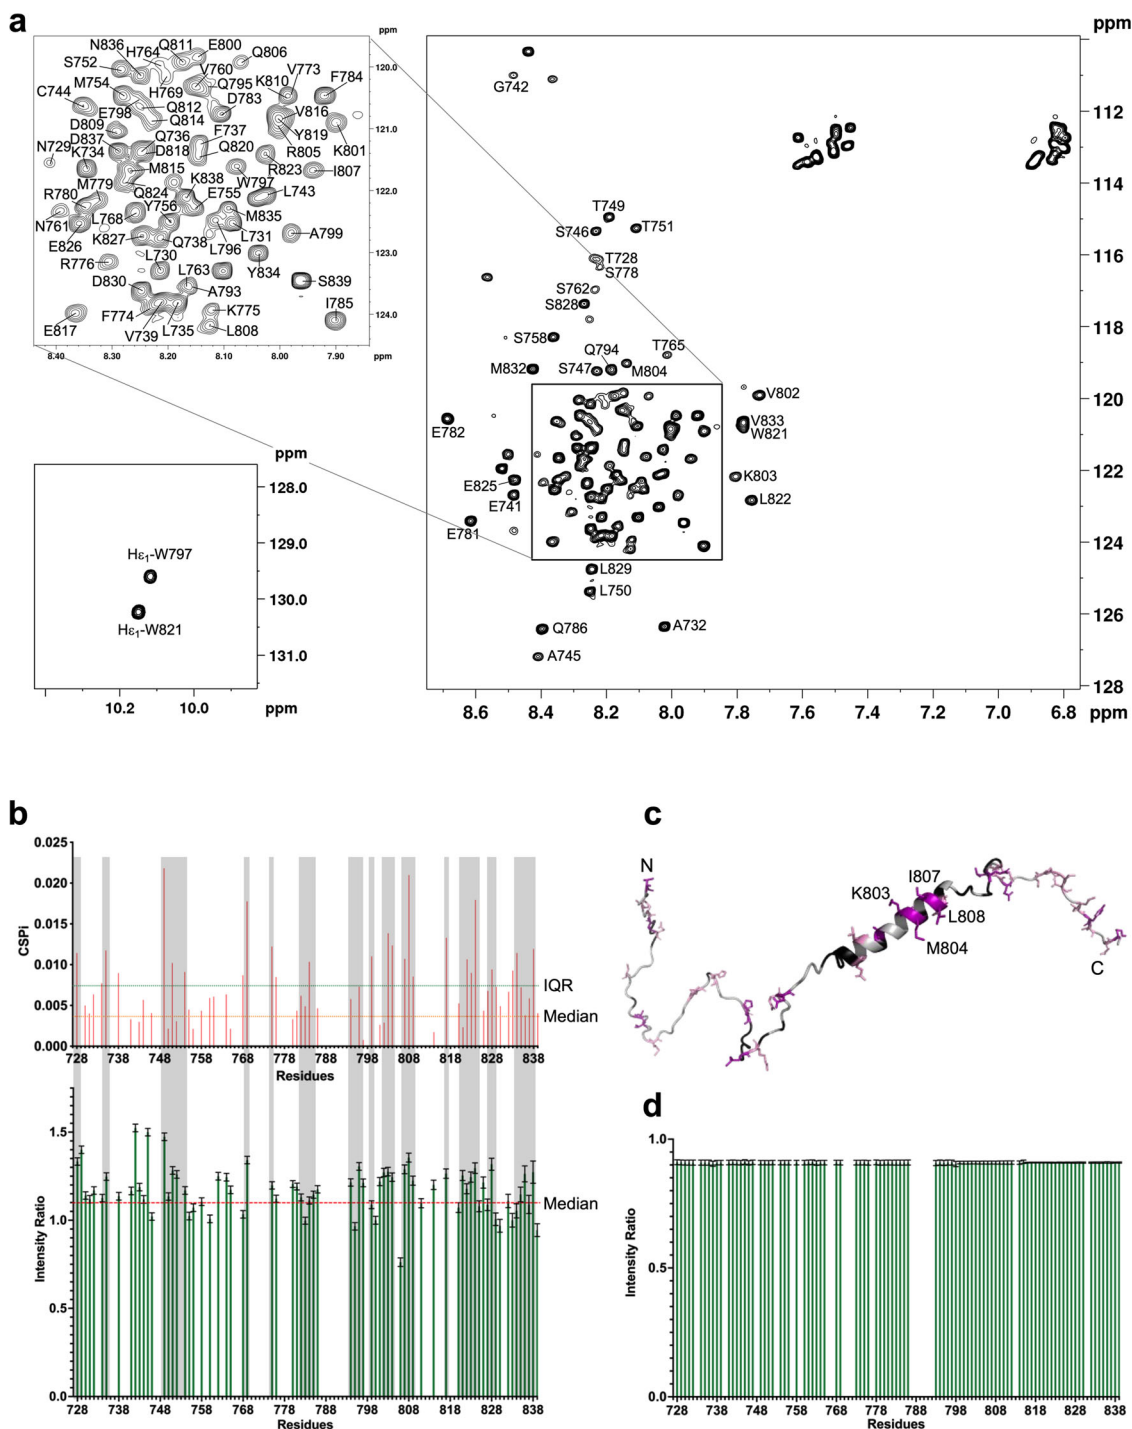 a
ppm
N836
H764
Q811
E800
Q806
S752
V760
V773
M754
Q795
K810
F784
C744
H769
D783
E798
Q812
V816
D809
Q814
Y819
D837
Q736
F737
R805
K801
N729
K734
D818
Q820
R823
I807
M815
W797
M779
Q824
K838
E755
L743
R780
Y756
M835
N761
L768
L731
A799
E826
K827
Q738
L796
R776
L730
Y834
L763
S839
D830
A793
F774
K775
I785
E817
V739
L735
L808
120.0
121.0
122.0
123.0
124.0
8.40
8.30
8.20
8.10
8.00
7.90
ppm
ppm
G742
T749
T751
S746
T728
S778
S762
S828
S758
Q794
T765
M832
S747
M804
V802
E782
V833
W821
E825
K803
E741
L822
E781
L829
L750
Q786
A732
A745
112
114
116
118
120
122
124
126
128
8.6
8.4
8.2
8.0
7.8
7.6
7.4
7.2
7.0
6.8
ppm
ppm
Hε1-W797
Hε1-W821
128.0
129.0
130.0
131.0
10.2
10.0
ppm
b
CSPi
0.025
0.020
0.015
0.010
0.005
0.000
IQR
Median
728 738 748 758 768 778 788 798 808 818 828 838
Residues
Intensity Ratio
1.5
1.0
0.5
0.0
Median
728 738 748 758 768 778 788 798 808 818 828 838
Residues
c
N
K803
I807
L808
M804
C
d
Intensity Ratio
1.0
0.5
0.0
728 738 748 758 768 778 788 798 808 818 828 838
Residues